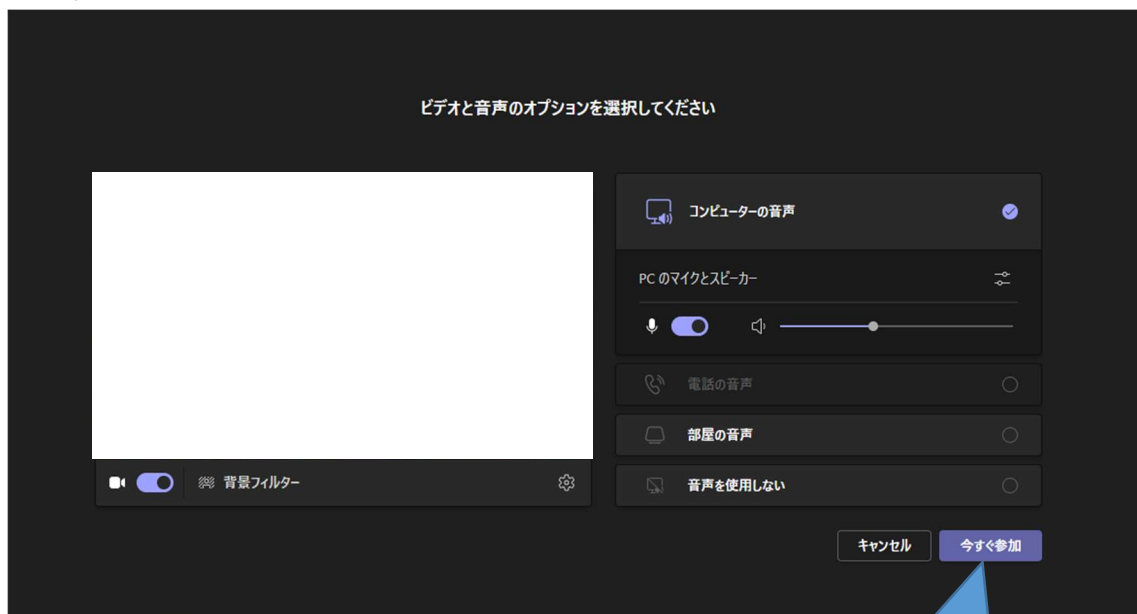 ビデオと音声のオプションを選択してください
コンピューターの音声
PC のマイクとスピーカー
電話の音声
部屋の音声
背景フィルター
音声を使用しない
キャンセル
今すぐ参加